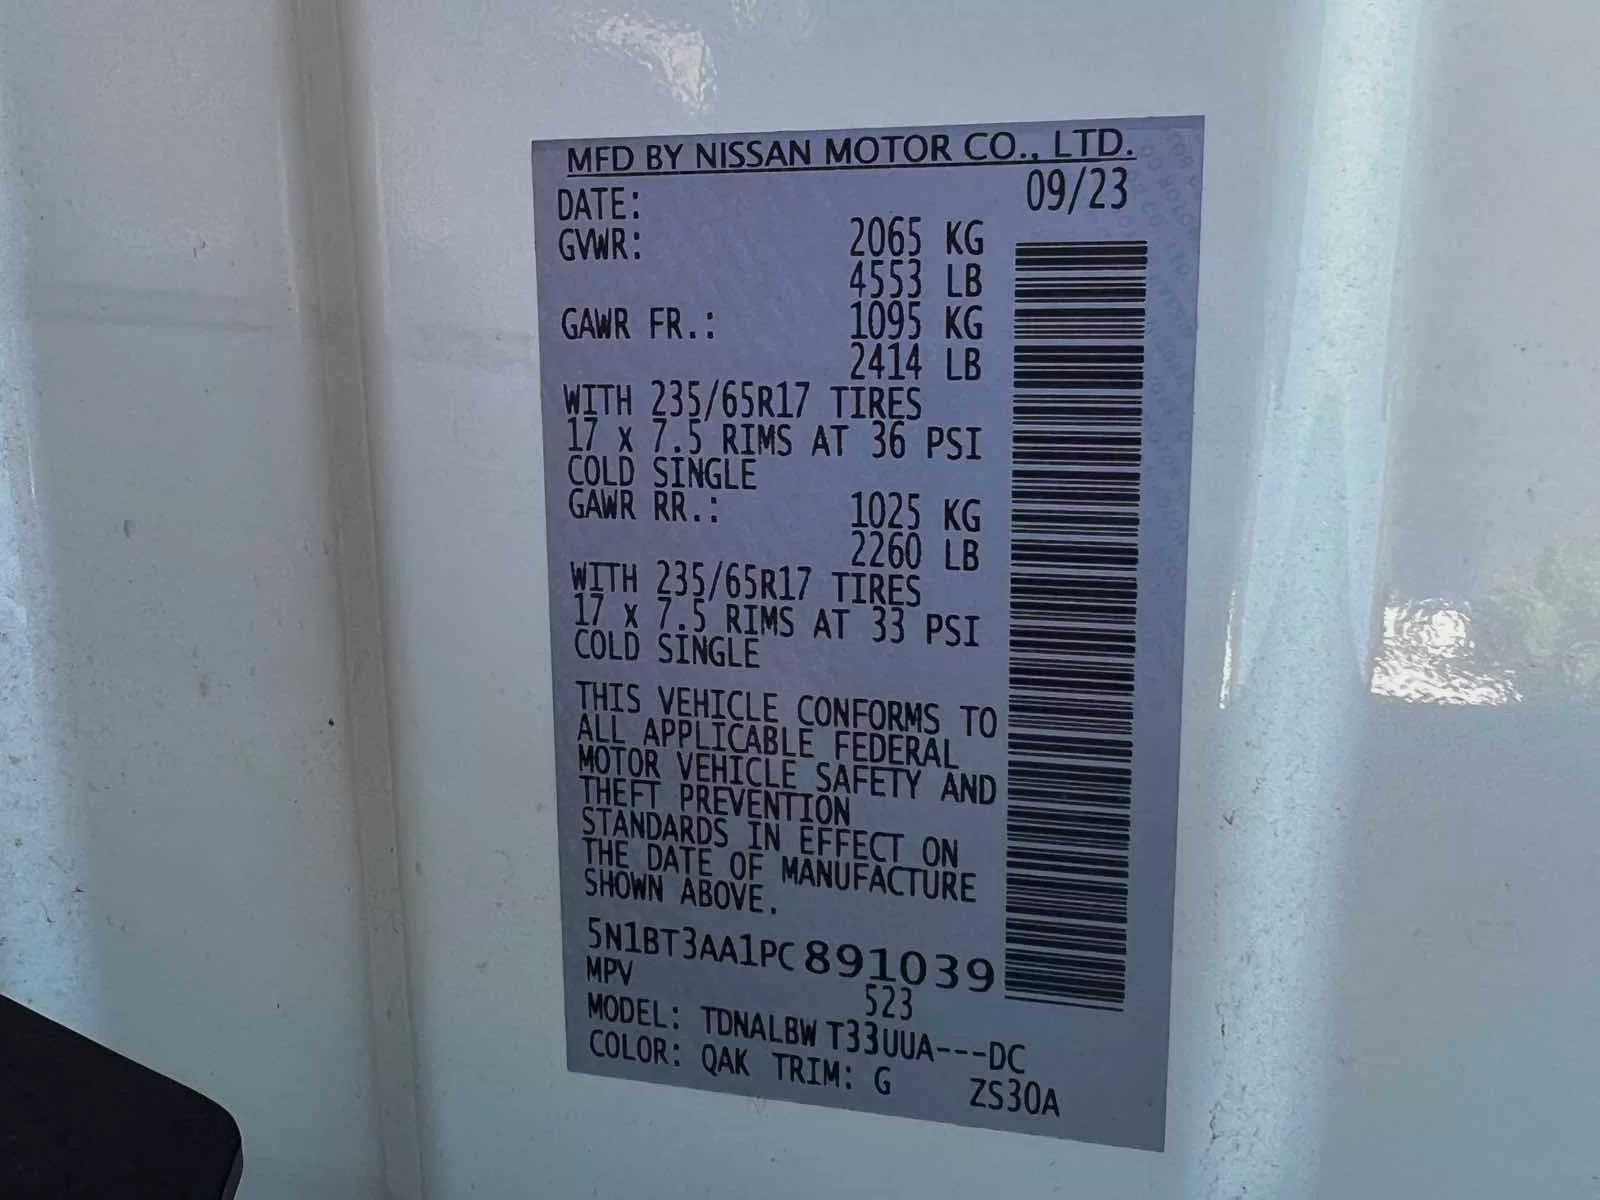 MFD BY NISSAN MOTOR CO., LTD.
DATE: 09/23
GVWR: 2065 KG
4553 LB
GAWR FR.: 1095 KG
2414 LB
WITH 235/65R17 TIRES
17 x 7.5 RIMS AT 36 PSI
COLD SINGLE
GAWR RR.: 1025 KG
2260 LB
WITH 235/65R17 TIRES
17 x 7.5 RIMS AT 33 PSI
COLD SINGLE
THIS VEHICLE CONFORMS TO
ALL APPLICABLE FEDERAL
MOTOR VEHICLE SAFETY AND
THEFT PREVENTION
STANDARDS IN EFFECT ON
THE DATE OF MANUFACTURE
SHOWN ABOVE.
5N1BT3AA1PC891039
MPV 523
MODEL: TDNALBW T33UUA---DC
COLOR: QAK TRIM: G ZS30A